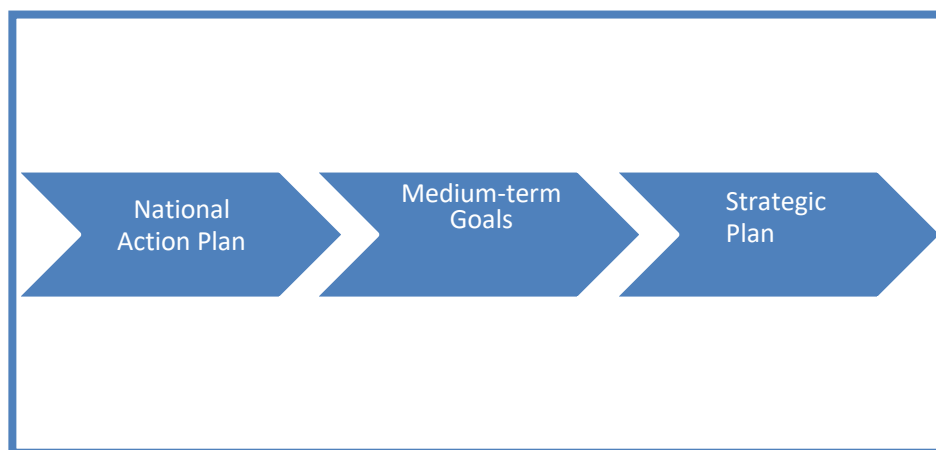 National
Action Plan
Medium-term
Goals
Strategic
Plan